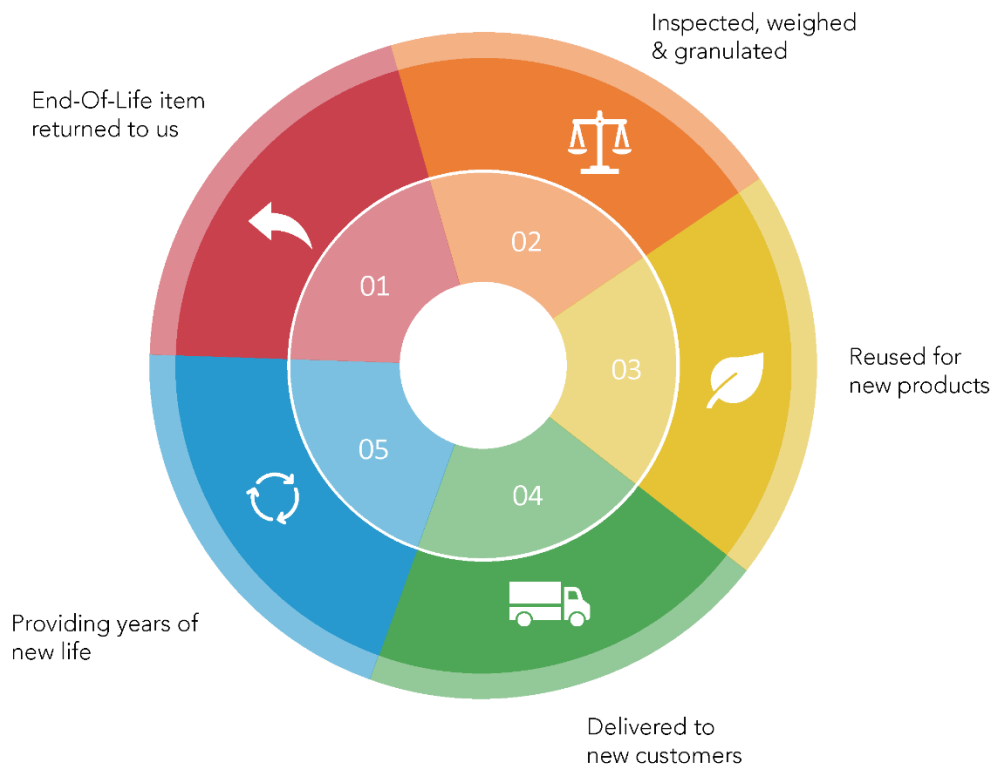 Inspected, weighed
& granulated
End-Of-Life item
returned to us
02
01
03
Reused for
new products
05
04
Providing years of
new life
Delivered to
new customers